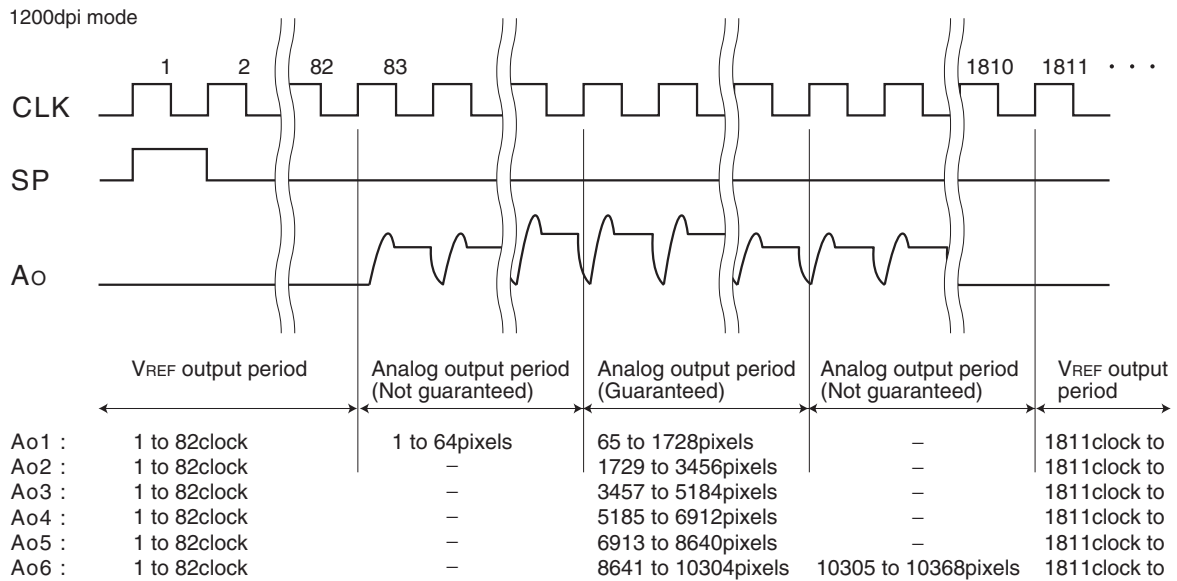 1200dpi mode
1 2 82 83 1810 1811 · · ·
CLK
SP
Ao
VREF output period Analog output period (Not guaranteed) Analog output period (Guaranteed) Analog output period (Not guaranteed) VREF output period
Ao1 : 1 to 82clock 1 to 64pixels 65 to 1728pixels – 1811clock to
Ao2 : 1 to 82clock – 1729 to 3456pixels – 1811clock to
Ao3 : 1 to 82clock – 3457 to 5184pixels – 1811clock to
Ao4 : 1 to 82clock – 5185 to 6912pixels – 1811clock to
Ao5 : 1 to 82clock – 6913 to 8640pixels – 1811clock to
Ao6 : 1 to 82clock – 8641 to 10304pixels 10305 to 10368pixels 1811clock to